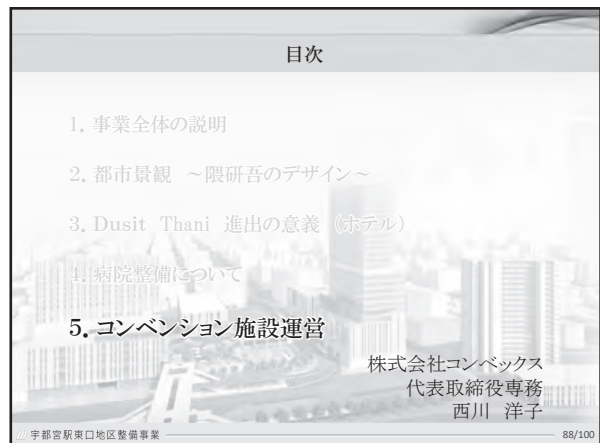 目次
1. 事業全体の説明
2. 都市景観 ～隈研吾のデザイン～
3. Dusit Thani 進出の意義 (ホテル)
4. 病院整備について
5. コンベンション施設運営
株式会社コンベックス
代表取締役専務
西川 洋子
/// 宇都宮駅東口地区整備事業
88/100